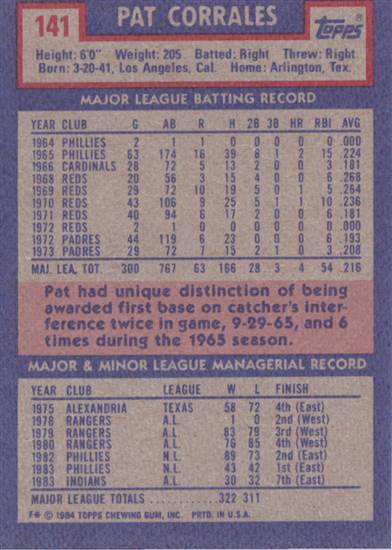 141 PAT CORRALES TOPPS®
Height: 6'0" Weight: 205 Batted: Right Threw: Right
Born: 3-20-41, Los Angeles, Cal. Home: Arlington, Tex.
MAJOR LEAGUE BATTING RECORD
YEAR CLUB G AB R H 2B 3B HR RBI AVG
1964 PHILLIES 2 1 1 0 0 0 0 0 .000
1965 PHILLIES 63 174 16 39 8 1 2 15 .224
1966 CARDINALS 28 72 5 13 2 0 0 3 .181
1968 REDS 20 56 3 15 4 0 0 6 .268
1969 REDS 29 72 10 19 5 0 1 5 .264
1970 REDS 43 106 9 25 5 1 1 10 .236
1971 REDS 40 94 6 17 2 0 0 6 .181
1972 REDS 2 1 0 0 0 0 0 0 .000
1972 PADRES 44 119 6 23 0 0 0 6 .193
1973 PADRES 29 72 7 15 2 1 0 3 .208
MAJ. LEA. TOT. 300 767 63 166 28 3 4 54 .216
Pat had unique distinction of being
awarded first base on catcher's inter-
ference twice in game, 9-29-65, and 6
times during the 1965 season.
MAJOR & MINOR LEAGUE MANAGERIAL RECORD
YEAR CLUB LEAGUE W L FINISH
1975 ALEXANDRIA TEXAS 58 72 4th (East)
1978 RANGERS A.L. 1 0 2nd (West)
1979 RANGERS A.L. 83 79 3rd (West)
1980 RANGERS A.L. 76 85 4th (West)
1982 PHILLIES N.L. 89 73 2nd (East)
1983 PHILLIES N.L. 43 42 1st (East)
1983 INDIANS A.L. 30 32 7th (East)
MAJOR LEAGUE TOTALS ............322 311
F* © 1984 TOPPS CHEWING GUM, INC. PRTD. IN U.S.A.